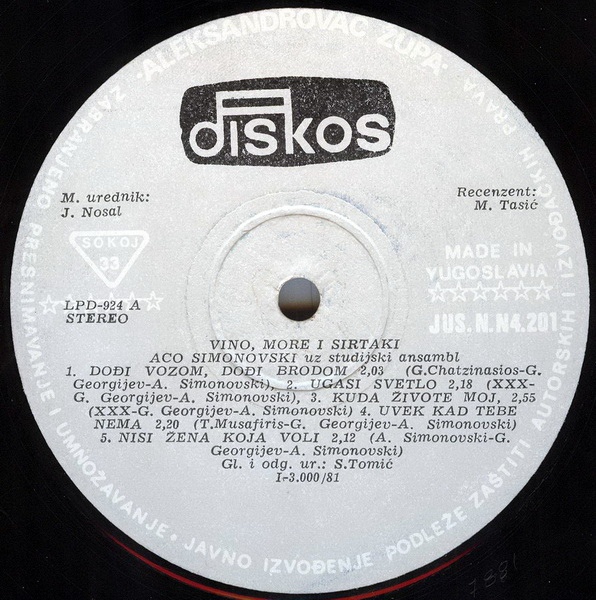 ALEKSANDROVAC ŽUPA
diskos
M. urednik:
J. Nosal
Recenzent:
M. Tasić
SOKOJ
33
MADE IN
YUGOSLAVIA
LPD-924 A
STEREO
JUS.N.N4.201
VINO, MORE I SIRTAKI
ACO SIMONOVSKI uz studijski ansambl
1. DOĐI VOZOM, DOĐI BRODOM 2,03 (G.Chatzinasios-G.
Georgijev-A. Simonovski), 2. UGASI SVETLO 2,18 (XXX-
G. Georgijev-A. Simonovski), 3. KUDA ŽIVOTE MOJ, 2,55
(XXX-G. Georgijev-A. Simonovski) 4. UVEK KAD TEBE
NEMA 2,20 (T.Musafiris-G. Georgijev-A. Simonovski)
5. NISI ŽENA KOJA VOLI 2,12 (A. Simonovski-G.
Georgijev-A. Simonovski)
Gl. i odg. ur.: S.Tomić
I-3.000/81
ZABRANJENO PRESNIMAVANJE I UMNOŽAVANJE • JAVNO IZVOĐENJE PODLEŽE ZAŠTITI AUTORSKIH I IZVOĐAČKIH PRAVA